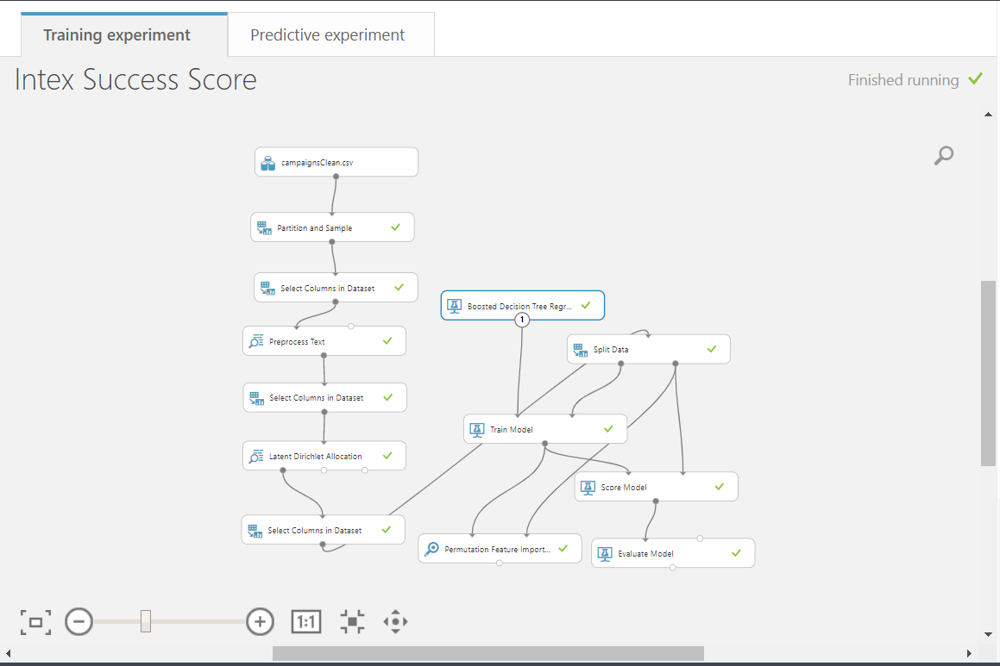 Training experiment
Predictive experiment
Intex Success Score
Finished running
campaignsClean.csv
Partition and Sample
Select Columns in Dataset
Boosted Decision Tree Regr...
1
Preprocess Text
Split Data
Select Columns in Dataset
Train Model
Latent Dirichlet Allocation
Score Model
Select Columns in Dataset
Permutation Feature Import...
Evaluate Model
1:1